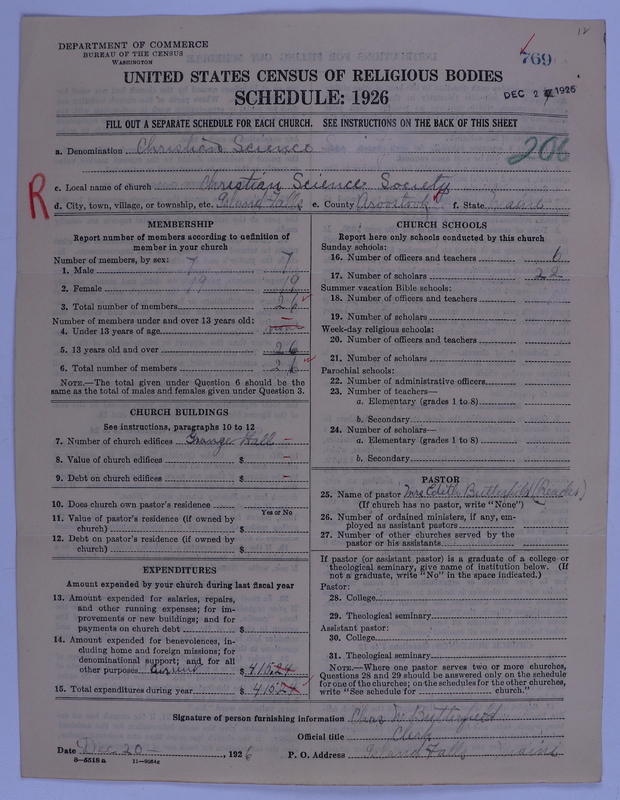 12
DEPARTMENT OF COMMERCE
BUREAU OF THE CENSUS
WASHINGTON
769
UNITED STATES CENSUS OF RELIGIOUS BODIES
SCHEDULE: 1926
DEC 27 1926
FILL OUT A SEPARATE SCHEDULE FOR EACH CHURCH. SEE INSTRUCTIONS ON THE BACK OF THIS SHEET
a. Denomination Christian Science
206
c. Local name of church Christian Science Society
R
d. City, town, village, or township, etc. Island Falls e. County Aroostook f. State Maine
MEMBERSHIP
Report number of members according to definition of
member in your church
Number of members, by sex:
1. Male 7 7
2. Female 19 19
3. Total number of members 26
Number of members under and over 13 years old:
4. Under 13 years of age none
5. 13 years old and over 26
6. Total number of members 26
NOTE.—The total given under Question 6 should be the
same as the total of males and females given under Question 3.
CHURCH BUILDINGS
See instructions, paragraphs 10 to 12
7. Number of church edifices Grange Hall –
8. Value of church edifices $ –
9. Debt on church edifices $ –
10. Does church own pastor's residence
Yes or No
11. Value of pastor's residence (if owned by
church) $
12. Debt on pastor's residence (if owned by
church) $
EXPENDITURES
Amount expended by your church during last fiscal year
13. Amount expended for salaries, repairs,
and other running expenses; for im-
provements or new buildings; and for
payments on church debt $
14. Amount expended for benevolences, in-
cluding home and foreign missions; for
denominational support; and for all
other purposes $ 415.24
15. Total expenditures during year $ 415.24
CHURCH SCHOOLS
Report here only schools conducted by this church
Sunday schools:
16. Number of officers and teachers 6
17. Number of scholars 22
Summer vacation Bible schools:
18. Number of officers and teachers
19. Number of scholars
Week-day religious schools:
20. Number of officers and teachers
21. Number of scholars
Parochial schools:
22. Number of administrative officers
23. Number of teachers—
a. Elementary (grades 1 to 8)
b. Secondary
24. Number of scholars—
a. Elementary (grades 1 to 8)
b. Secondary
PASTOR
25. Name of pastor Mrs Edith Butterfield (Reader)
(If church has no pastor, write "None")
26. Number of ordained ministers, if any, em-
ployed as assistant pastors
27. Number of other churches served by the
pastor or his assistants
If pastor (or assistant pastor) is a graduate of a college or
theological seminary, give name of institution below. (If
not a graduate, write "No" in the space indicated.)
Pastor:
28. College
29. Theological seminary
Assistant pastor:
30. College
31. Theological seminary
NOTE.—Where one pastor serves two or more churches,
Questions 28 and 29 should be answered only on the schedule
for one of the churches; on the schedules for the other churches,
write "See schedule for church."
Signature of person furnishing information Chas W. Butterfield
Official title Clerk
Date Dec 20 –, 1926 P. O. Address Island Falls Maine
8—5518a 11—9064g